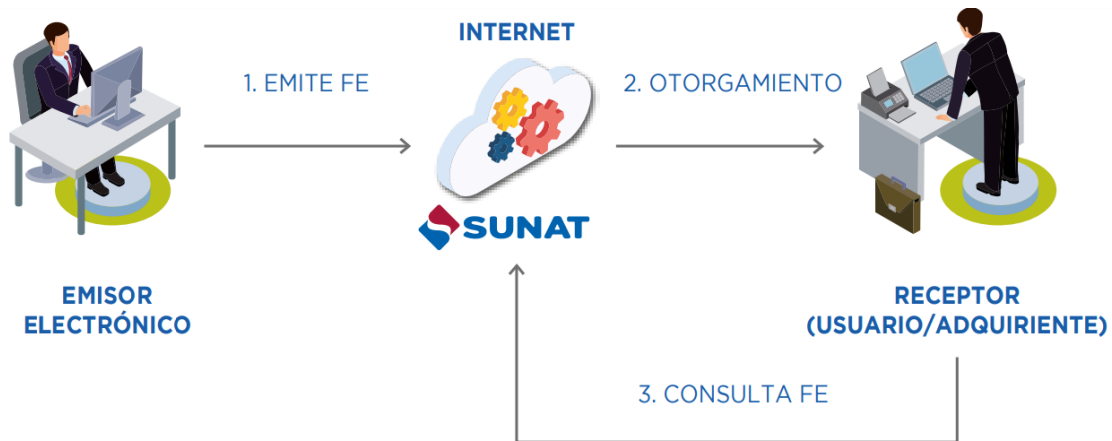 INTERNET
1. EMITE FE
2. OTORGAMIENTO
SUNAT
EMISOR
ELECTRÓNICO
RECEPTOR
(USUARIO/ADQUIRIENTE)
3. CONSULTA FE